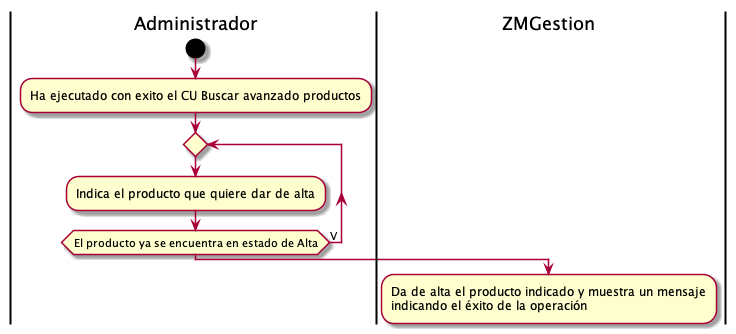 Administrador
ZMGestion
Ha ejecutado con exito el CU Buscar avanzado productos
Indica el producto que quiere dar de alta
El producto ya se encuentra en estado de Alta
V
Da de alta el producto indicado y muestra un mensaje
indicando el éxito de la operación